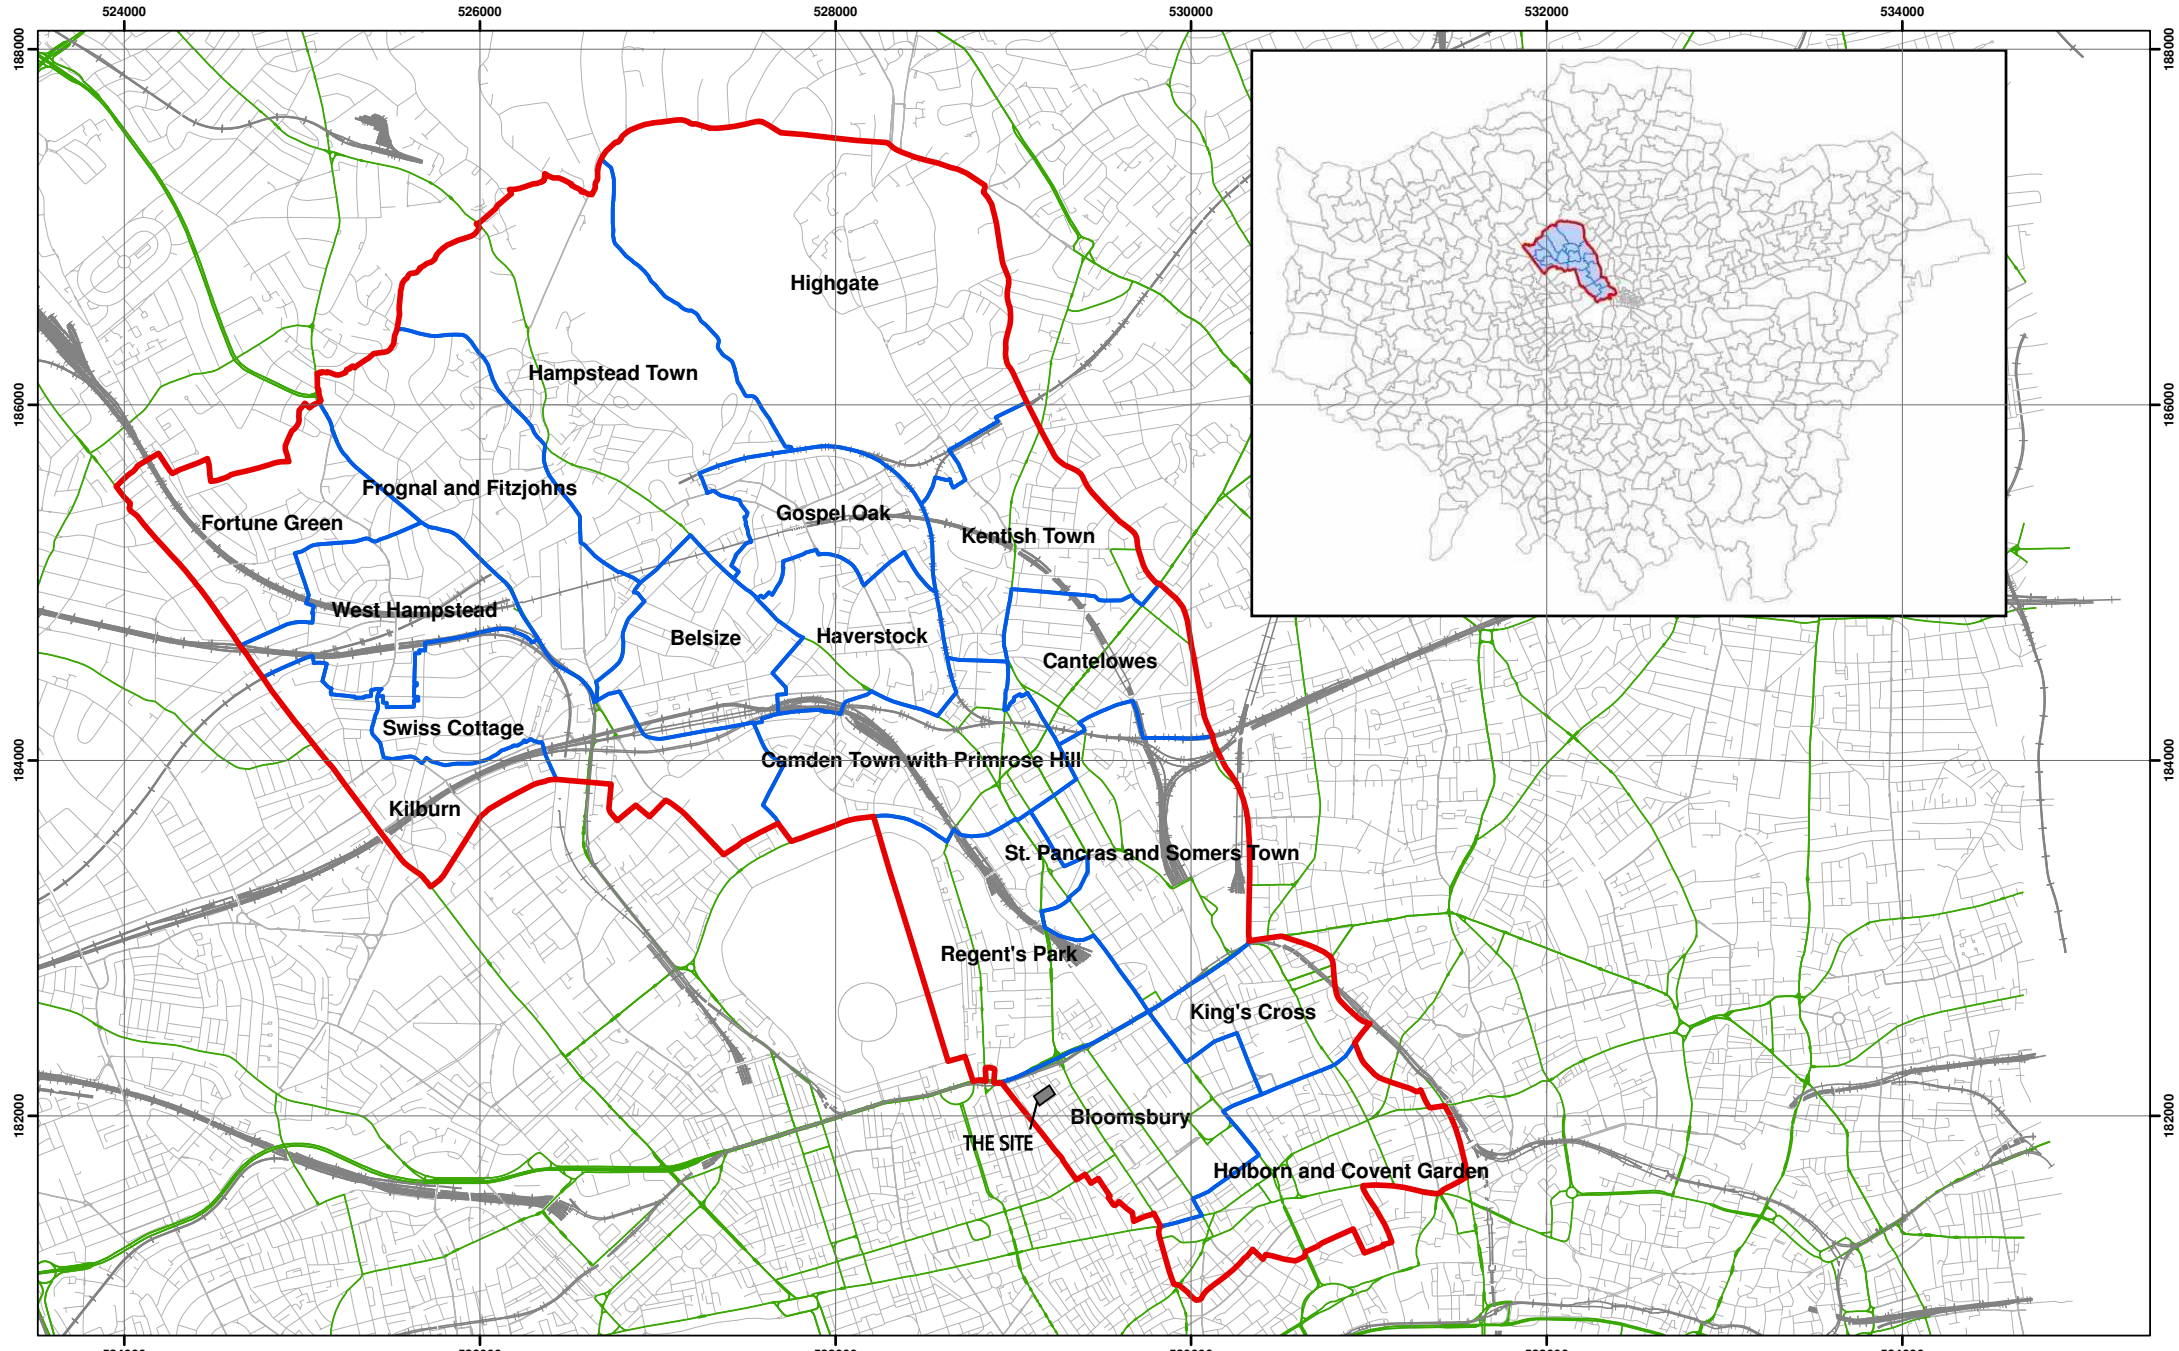 524000
526000
528000
530000
532000
534000
188000
188000
Highgate
Hampstead Town
186000
186000
Frognal and Fitzjohns
Gospel Oak
Fortune Green
Kentish Town
West Hampstead
Belsize
Haverstock
Cantelowes
Swiss Cottage
Camden Town with Primrose Hill
184000
184000
Kilburn
St. Pancras and Somers Town
Regent's Park
King's Cross
182000
182000
Bloomsbury
THE SITE
Holborn and Covent Garden